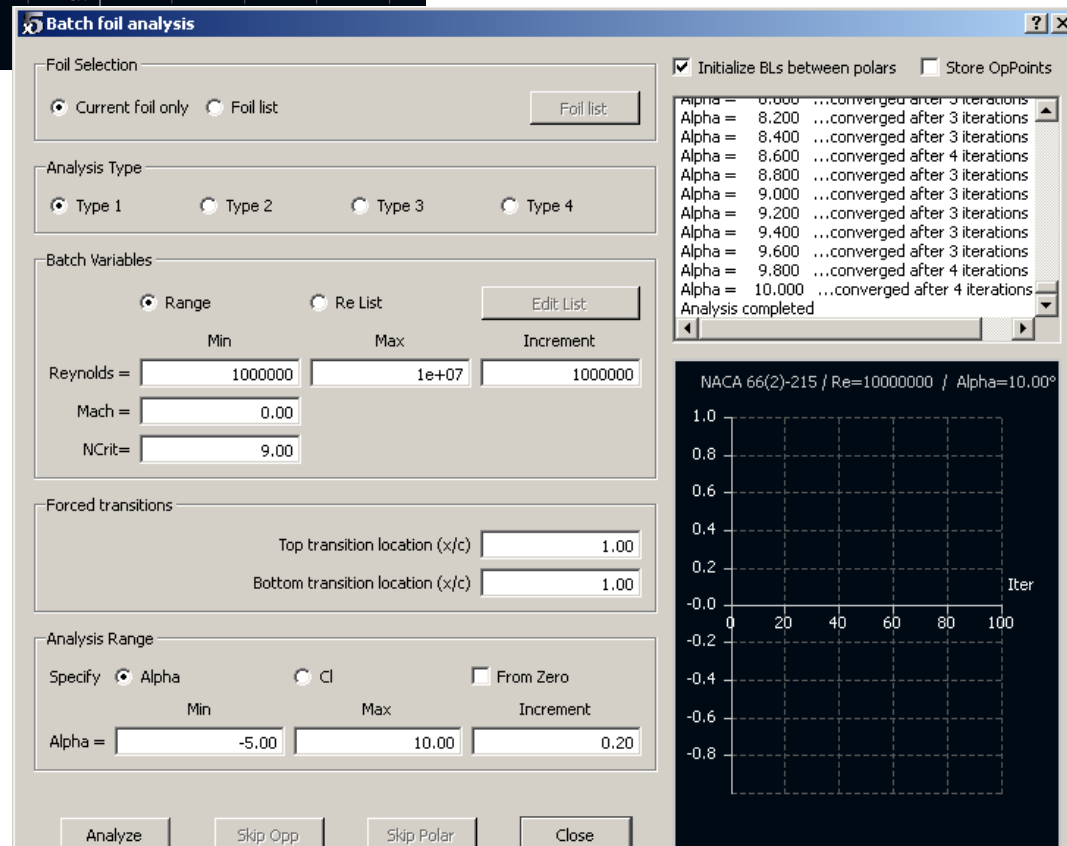 Batch foil analysis
Foil Selection
Current foil only Foil list Foil list
Analysis Type
Type 1 Type 2 Type 3 Type 4
Batch Variables
Range Re List Edit List
Min Max Increment
Reynolds = 1000000 1e+07 1000000
Mach = 0.00
NCrit= 9.00
Forced transitions
Top transition location (x/c) 1.00
Bottom transition location (x/c) 1.00
Analysis Range
Specify Alpha Cl From Zero
Min Max Increment
Alpha = -5.00 10.00 0.20
Analyze Skip Opp Skip Polar Close
Initialize BLs between polars Store OpPoints
Alpha = 8.200 ...converged after 3 iterations
Alpha = 8.400 ...converged after 3 iterations
Alpha = 8.600 ...converged after 4 iterations
Alpha = 8.800 ...converged after 3 iterations
Alpha = 9.000 ...converged after 3 iterations
Alpha = 9.200 ...converged after 3 iterations
Alpha = 9.400 ...converged after 3 iterations
Alpha = 9.600 ...converged after 3 iterations
Alpha = 9.800 ...converged after 4 iterations
Alpha = 10.000 ...converged after 4 iterations
Analysis completed
NACA 66(2)-215 / Re=10000000 / Alpha=10.00°
1.0
0.8
0.6
0.4
0.2
Iter
-0.0
0 20 40 60 80 100
-0.2
-0.4
-0.6
-0.8